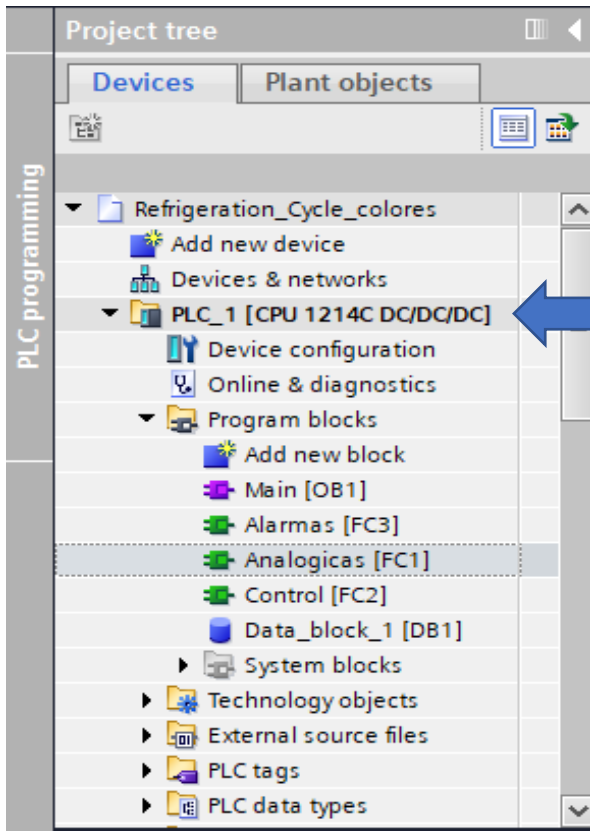 Project tree
Devices
Plant objects
PLC programming
Refrigeration_Cycle_colores
Add new device
Devices & networks
PLC_1 [CPU 1214C DC/DC/DC]
Device configuration
Online & diagnostics
Program blocks
Add new block
Main [OB1]
Alarmas [FC3]
Analogicas [FC1]
Control [FC2]
Data_block_1 [DB1]
System blocks
Technology objects
External source files
PLC tags
PLC data types